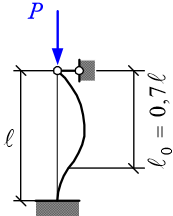 P
ℓ
ℓ₀ = 0,7ℓ